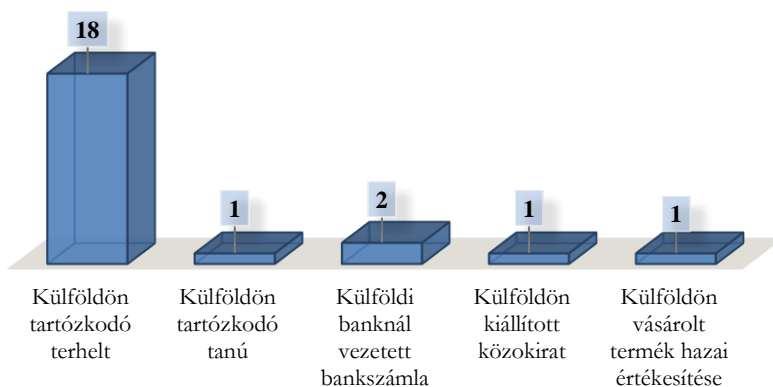 18
1
2
1
1
Külföldön
tartózkodó
terhelt
Külföldön
tartózkodó
tanú
Külföldi
banknál
vezetett
bankszámla
Külföldön
kiállított
közokirat
Külföldön
vásárolt
termék hazai
értékesítése